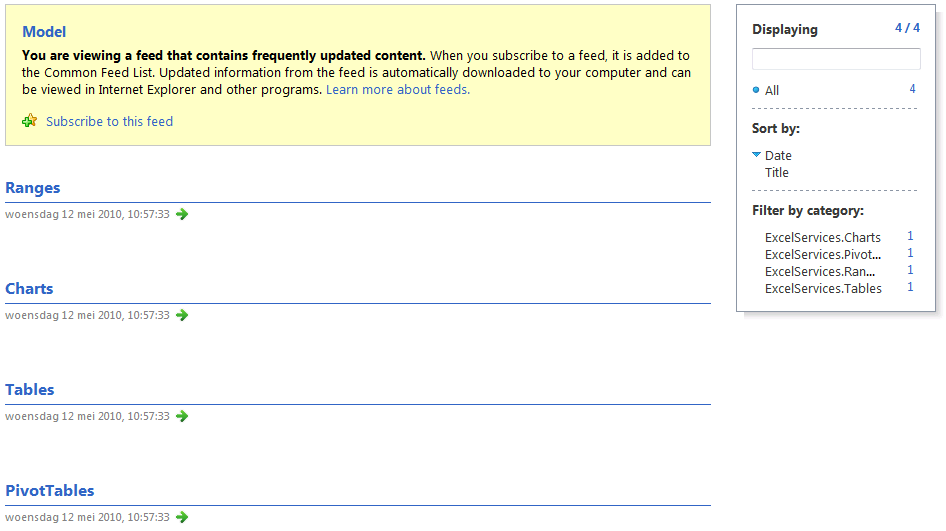 Model
You are viewing a feed that contains frequently updated content. When you subscribe to a feed, it is added to
the Common Feed List. Updated information from the feed is automatically downloaded to your computer and can
be viewed in Internet Explorer and other programs. Learn more about feeds.
Subscribe to this feed
Ranges
woensdag 12 mei 2010, 10:57:33
Charts
woensdag 12 mei 2010, 10:57:33
Tables
woensdag 12 mei 2010, 10:57:33
PivotTables
woensdag 12 mei 2010, 10:57:33
Displaying 4 / 4
All 4
Sort by:
Date
Title
Filter by category:
ExcelServices.Charts 1
ExcelServices.Pivot... 1
ExcelServices.Ran... 1
ExcelServices.Tables 1